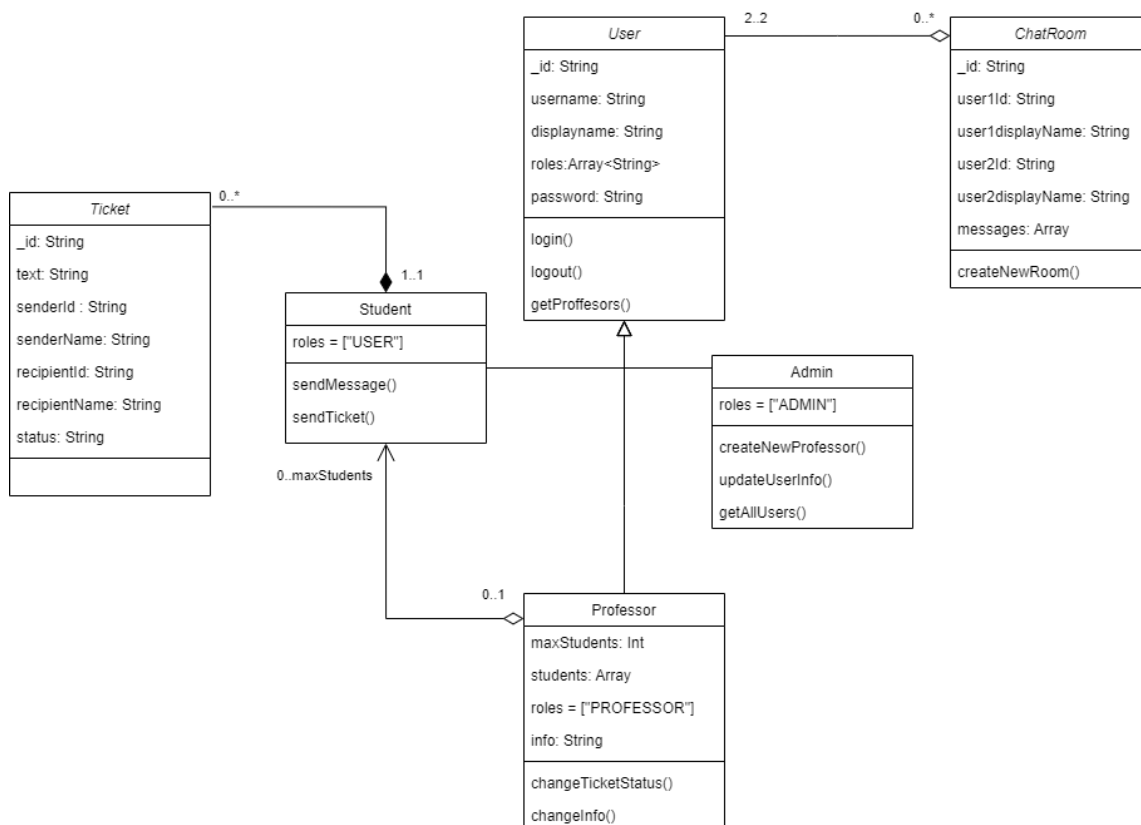 User
_id: String
username: String
displayname: String
roles:Array<String>
password: String
login()
logout()
getProffesors()
2..2
0..*
ChatRoom
_id: String
user1Id: String
user1displayName: String
user2Id: String
user2displayName: String
messages: Array
createNewRoom()
Ticket
_id: String
text: String
senderId : String
senderName: String
recipientId: String
recipientName: String
status: String
0..*
1..1
Student
roles = ["USER"]
sendMessage()
sendTicket()
0..maxStudents
Admin
roles = ["ADMIN"]
createNewProfessor()
updateUserInfo()
getAllUsers()
0..1
Professor
maxStudents: Int
students: Array
roles = ["PROFESSOR"]
info: String
changeTicketStatus()
changeInfo()